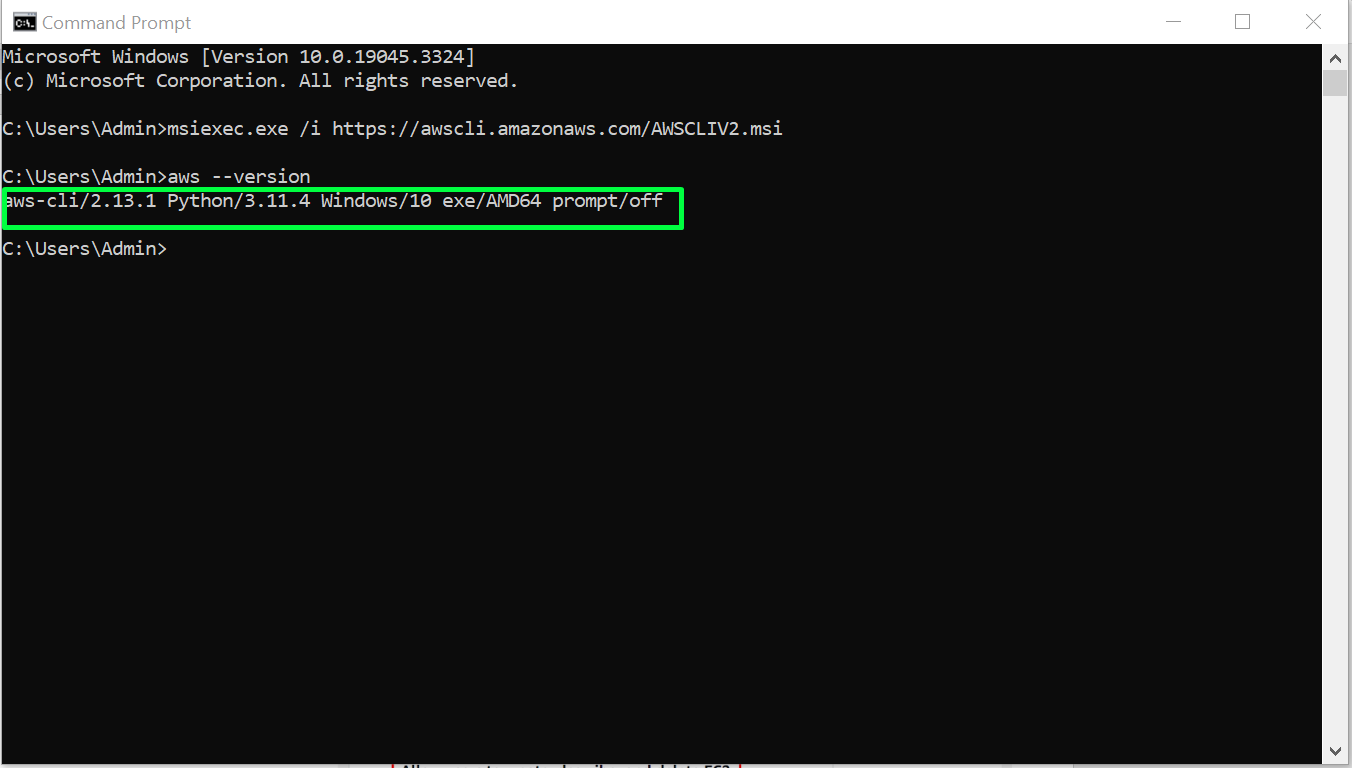 Command Prompt
Microsoft Windows [Version 10.0.19045.3324]
(c) Microsoft Corporation. All rights reserved.
C:\Users\Admin>msiexec.exe /i https://awscli.amazonaws.com/AWSCLIV2.msi
C:\Users\Admin>aws --version
aws-cli/2.13.1 Python/3.11.4 Windows/10 exe/AMD64 prompt/off
C:\Users\Admin>